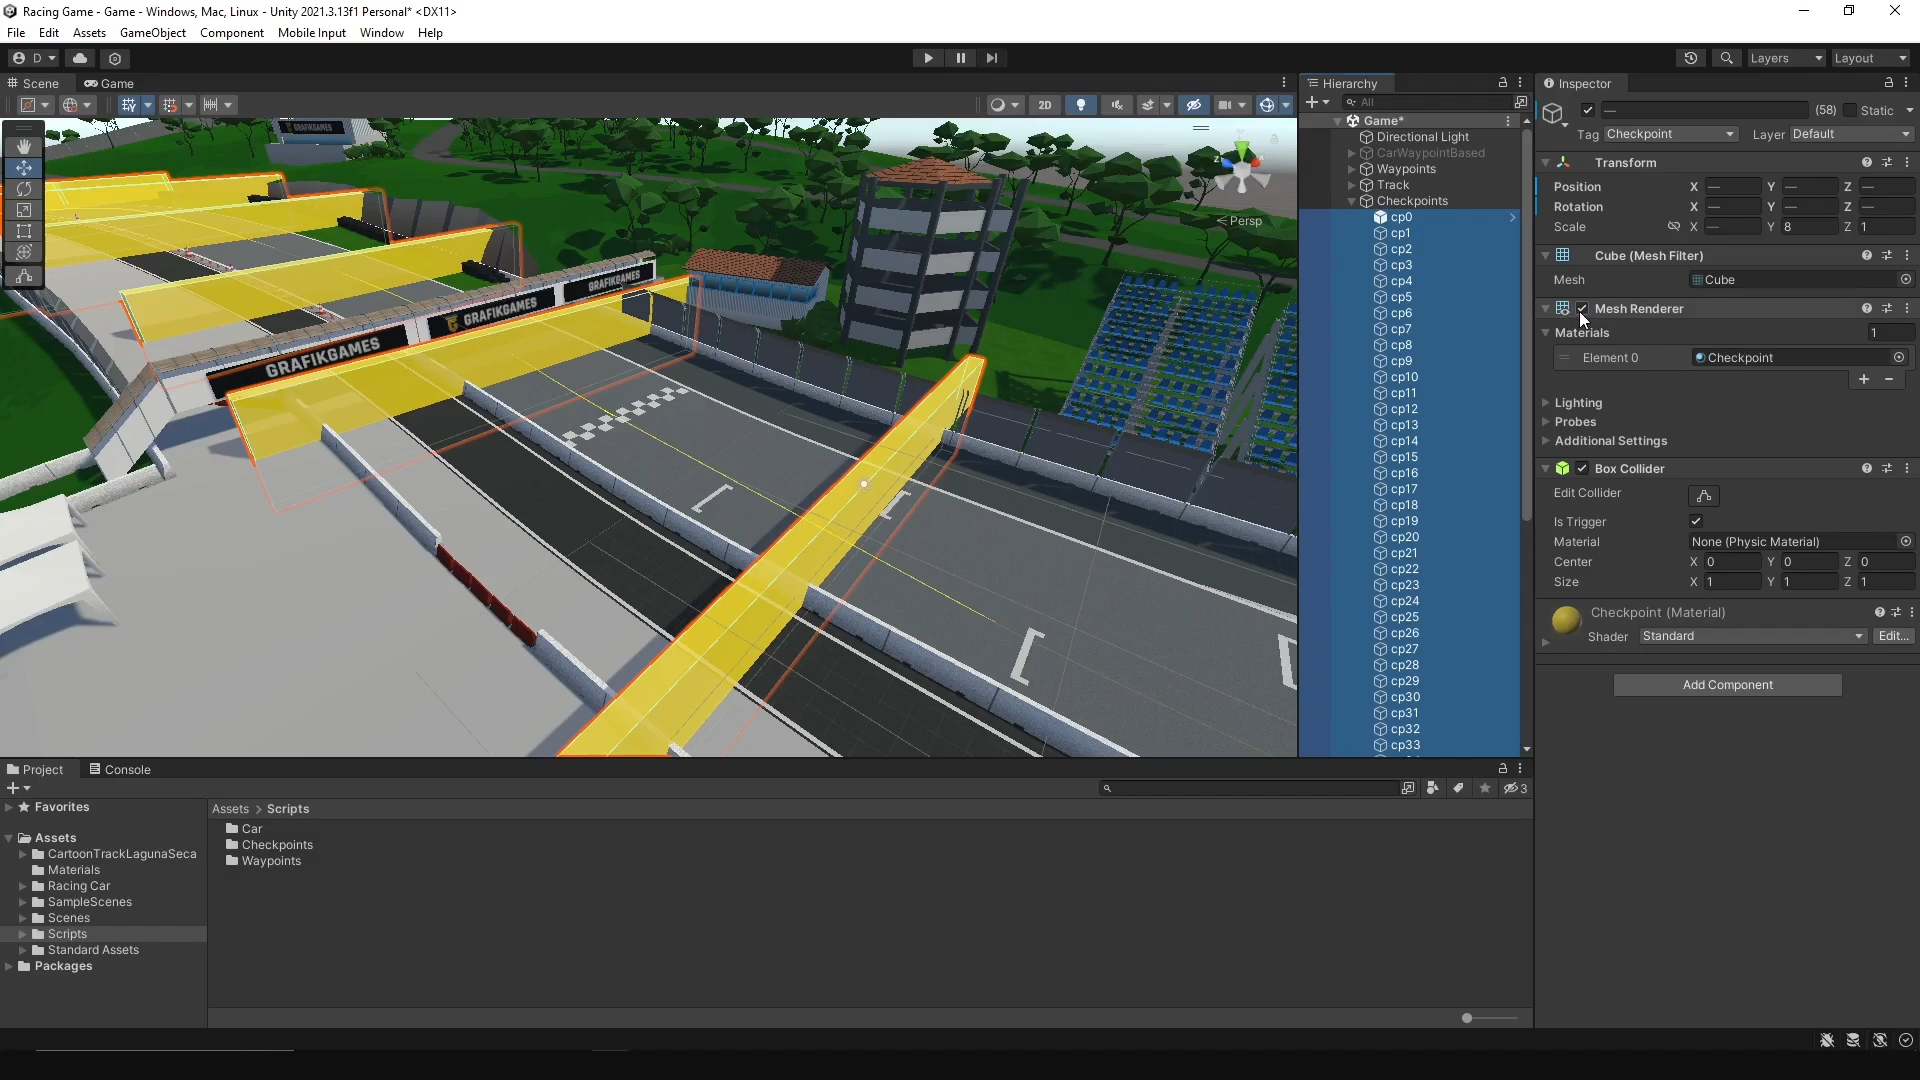 Racing Game - Game - Windows, Mac, Linux - Unity 2021.3.13f1 Personal* <DX11>
File Edit Assets GameObject Component Mobile Input Window Help
D Layers Layout
Scene Game
2D
GRAFIKGAMES
GRAFIKGAMES
GRAFIKGAMES
GRAFIKGAMES
Z
< Persp
Hierarchy
All
Game*
Directional Light
CarWaypointBased
Waypoints
Track
Checkpoints
cp0
cp1
cp2
cp3
cp4
cp5
cp6
cp7
cp8
cp9
cp10
cp11
cp12
cp13
cp14
cp15
cp16
cp17
cp18
cp19
cp20
cp21
cp22
cp23
cp24
cp25
cp26
cp27
cp28
cp29
cp30
cp31
cp32
cp33
Inspector
— (58) Static
Tag Checkpoint Layer Default
Transform
Position X — Y — Z —
Rotation X — Y — Z —
Scale X — Y 8 Z 1
Cube (Mesh Filter)
Mesh Cube
Mesh Renderer
Materials 1
Element 0 Checkpoint
Lighting
Probes
Additional Settings
Box Collider
Edit Collider
Is Trigger
Material None (Physic Material)
Center X 0 Y 0 Z 0
Size X 1 Y 1 Z 1
Checkpoint (Material)
Shader Standard Edit...
Add Component
Project Console
3
Favorites
Assets
CartoonTrackLagunaSeca
Materials
Racing Car
SampleScenes
Scenes
Scripts
Standard Assets
Packages
Assets > Scripts
Car
Checkpoints
Waypoints